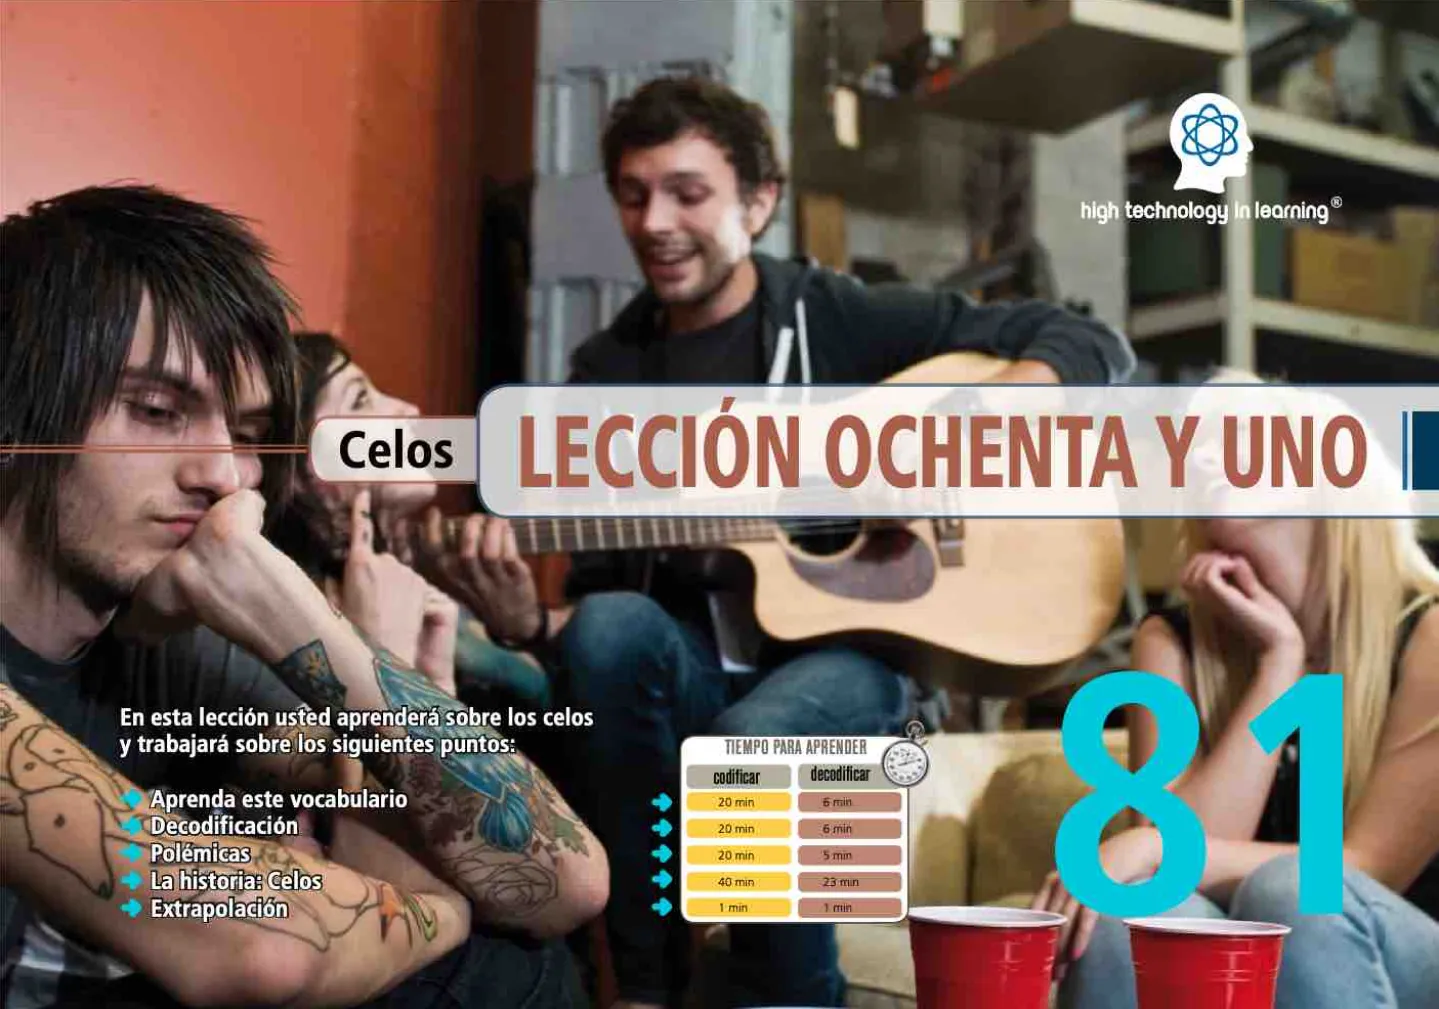 high technology in learning®
Celos
LECCIÓN OCHENTA Y UNO
81
En esta lección usted aprenderá sobre los celos
y trabajará sobre los siguientes puntos:
Aprenda este vocabulario
Decodificación
Polémicas
La historia: Celos
Extrapolación
TIEMPO PARA APRENDER
codificar decodificar
20 min 6 min
20 min 6 min
20 min 5 min
40 min 23 min
1 min 1 min